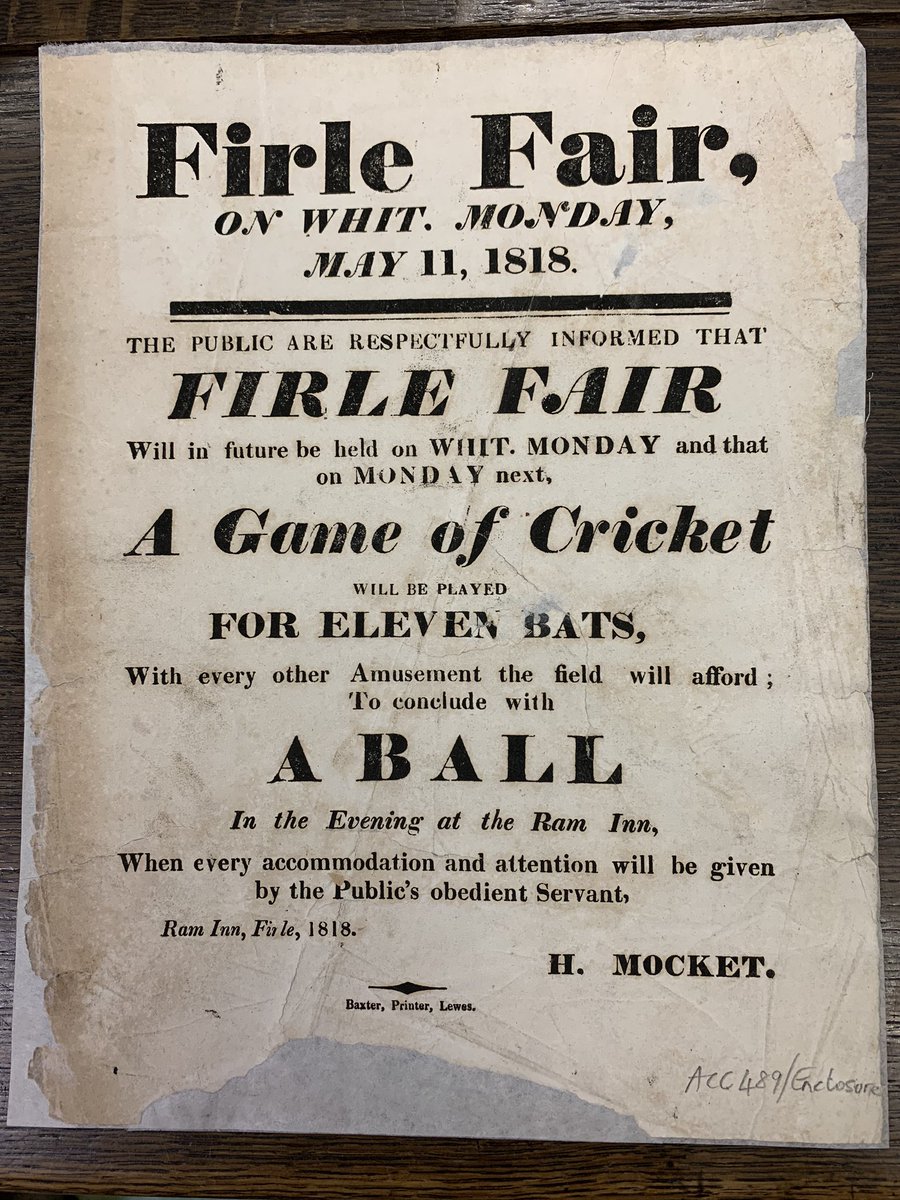 Firle Fair,
ON WHIT. MONDAY,
MAY 11, 1818.
THE PUBLIC ARE RESPECTFULLY INFORMED THAT
FIRLE FAIR
Will in future be held on WHIT. MONDAY and that
on MONDAY next,
A Game of Cricket
WILL BE PLAYED
FOR ELEVEN BATS,
With every other Amusement the field will afford ;
To conclude with
A BALL
In the Evening at the Ram Inn,
When every accommodation and attention will be given
by the Public's obedient Servant,
Ram Inn, Firle, 1818.
H. MOCKET.
Baxter, Printer, Lewes.
ACC 489/Enclosure